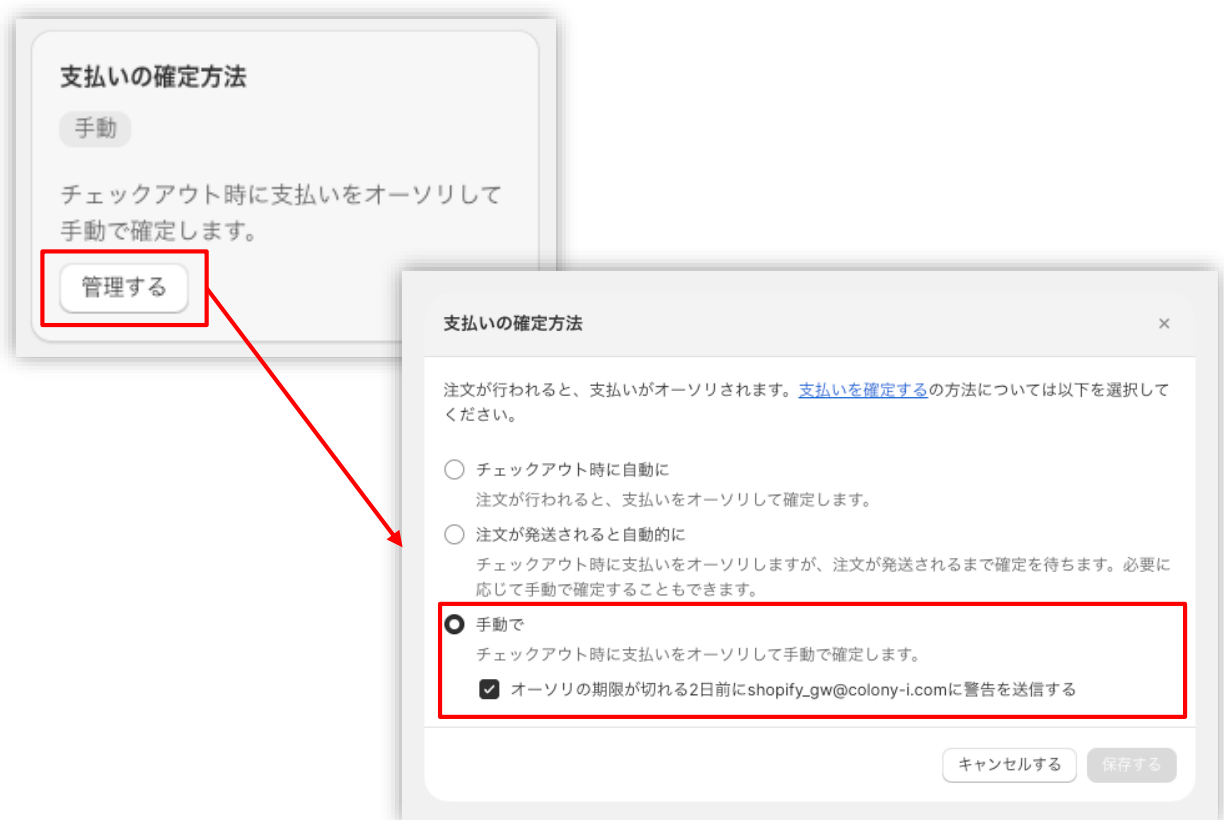 支払いの確定方法
手動
チェックアウト時に支払いをオーソリして
手動で確定します。
管理する
支払いの確定方法
×
注文が行われると、支払いがオーソリされます。支払いを確定するの方法については以下を選択して
ください。
チェックアウト時に自動に
注文が行われると、支払いをオーソリして確定します。
注文が発送されると自動的に
チェックアウト時に支払いをオーソリしますが、注文が発送されるまで確定を待ちます。必要に
応じて手動で確定することもできます。
手動で
チェックアウト時に支払いをオーソリして手動で確定します。
オーソリの期限が切れる2日前にshopify_gw@colony-i.comに警告を送信する
キャンセルする
保存する